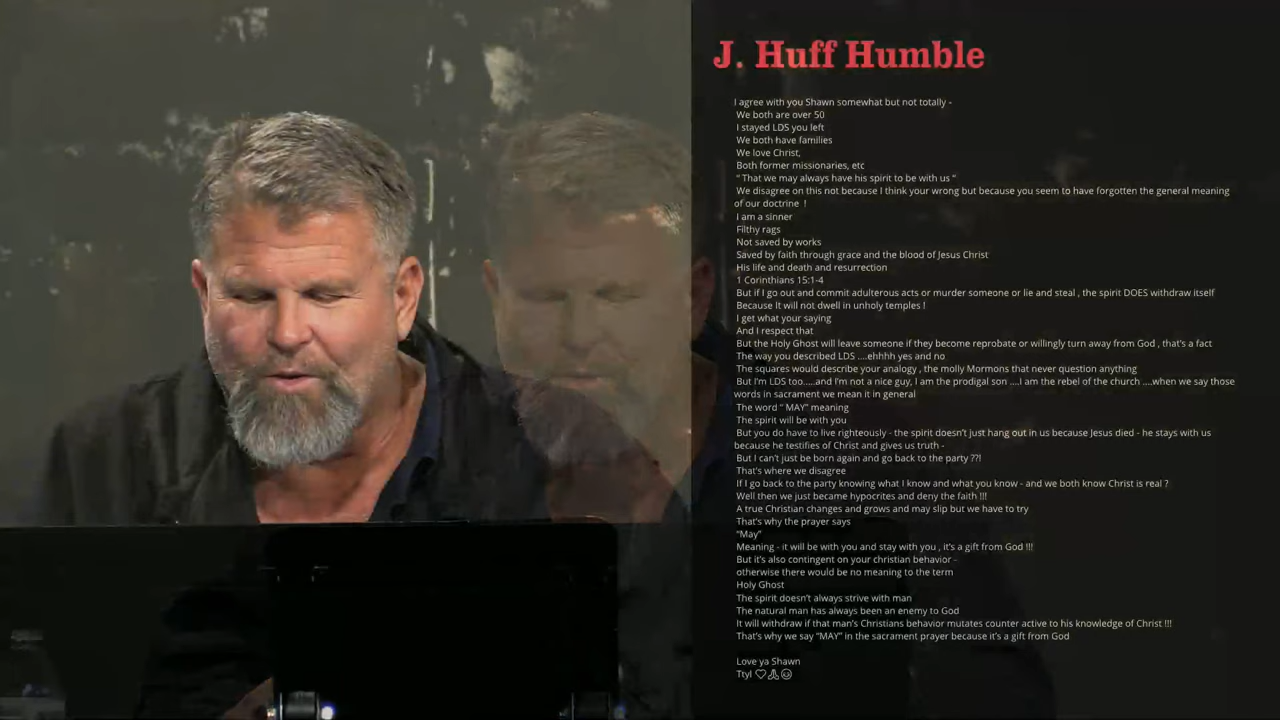 J. Huff Humble
I agree with you Shawn somewhat but not totally -
We both are over 50
I stayed LDS you left
We both have families
We love Christ,
Both former missionaries, etc
“ That we may always have his spirit to be with us “
We disagree on this not because I think your wrong but because you seem to have forgotten the general meaning
of our doctrine !
I am a sinner
Filthy rags
Not saved by works
Saved by faith through grace and the blood of Jesus Christ
His life and death and resurrection
1 Corinthians 15:1-4
But if I go out and commit adulterous acts or murder someone or lie and steal , the spirit DOES withdraw itself
Because It will not dwell in unholy temples !
I get what your saying
And I respect that
But the Holy Ghost will leave someone if they become reprobate or willingly turn away from God , that’s a fact
The way you described LDS ....ehhhh yes and no
The squares would describe your analogy , the molly Mormons that never question anything
But I’m LDS too.....and I’m not a nice guy, I am the prodigal son ....I am the rebel of the church ....when we say those
words in sacrament we mean it in general
The word “ MAY” meaning
The spirit will be with you
But you do have to live righteously - the spirit doesn’t just hang out in us because Jesus died - he stays with us
because he testifies of Christ and gives us truth -
But I can’t just be born again and go back to the party ??!
That’s where we disagree
If I go back to the party knowing what I know and what you know - and we both know Christ is real ?
Well then we just became hypocrites and deny the faith !!!
A true Christian changes and grows and may slip but we have to try
That’s why the prayer says
“May”
Meaning - it will be with you and stay with you , it’s a gift from God !!!
But it’s also contingent on your christian behavior -
otherwise there would be no meaning to the term
Holy Ghost
The spirit doesn’t always strive with man
The natural man has always been an enemy to God
It will withdraw if that man’s Christians behavior mutates counter active to his knowledge of Christ !!!
That’s why we say “MAY” in the sacrament prayer because it’s a gift from God
Love ya Shawn
Ttyl